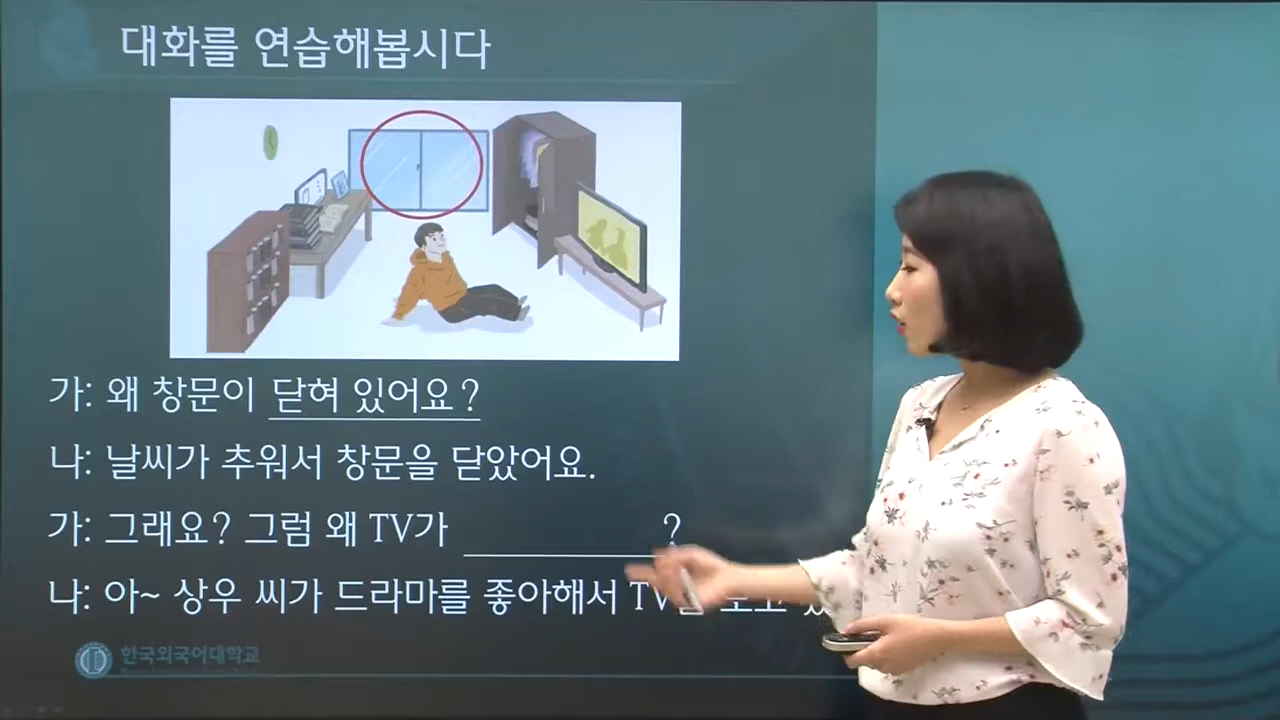 대화를 연습해봅시다
가: 왜 창문이 닫혀 있어요?
나: 날씨가 추워서 창문을 닫았어요.
가: 그래요? 그럼 왜 TV가 ?
나: 아~ 상우 씨가 드라마를 좋아해서
한국외국어대학교